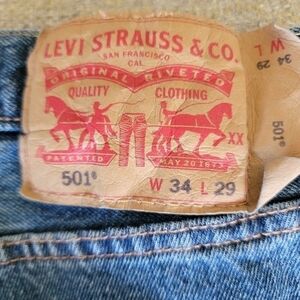 LEVI STRAUSS & CO.
SAN FRANCISCO
CAL.
ORIGINAL RIVETED
QUALITY CLOTHING
XX
PATENTED MAY 20 1873
501® W 34 L 29
W L
34 29
501®